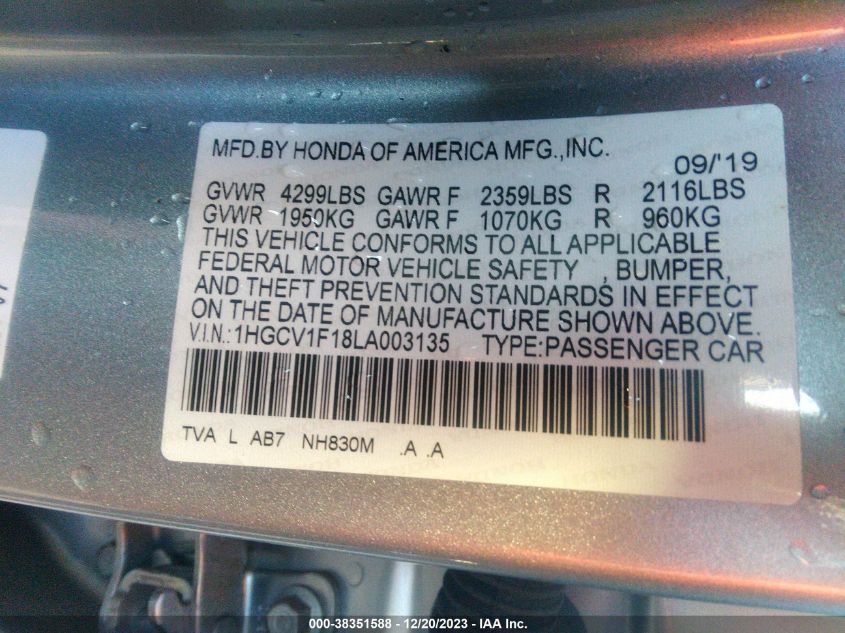 MFD.BY HONDA OF AMERICA MFG.,INC. 09/'19
GVWR 4299LBS GAWR F 2359LBS R 2116LBS
GVWR 1950KG GAWR F 1070KG R 960KG
THIS VEHICLE CONFORMS TO ALL APPLICABLE
FEDERAL MOTOR VEHICLE SAFETY , BUMPER,
AND THEFT PREVENTION STANDARDS IN EFFECT
ON THE DATE OF MANUFACTURE SHOWN ABOVE.
V.I.N.:1HGCV1F18LA003135 TYPE:PASSENGER CAR
TVA L AB7 NH830M .A .A
000-38351588 - 12/20/2023 - IAA Inc.